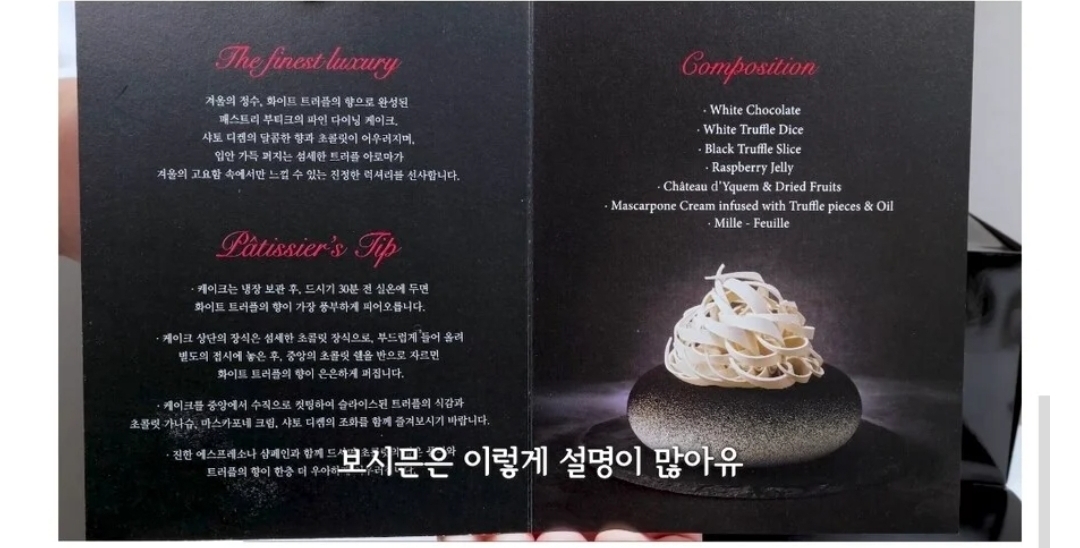 The finest luxury
겨울의 정수, 화이트 트러플의 향으로 완성된
패스트리 부티크의 파인 다이닝 케이크.
샤토 디켐의 달콤한 향과 초콜릿이 어우러지며,
입안 가득 퍼지는 섬세한 트러플 아로마가
겨울의 고요함 속에서만 느낄 수 있는 진정한 럭셔리를 선사합니다.
Pâtissier's Tip
· 케이크는 냉장 보관 후, 드시기 30분 전 실온에 두면
화이트 트러플의 향이 가장 풍부하게 피어오릅니다.
· 케이크 상단의 장식은 섬세한 초콜릿 장식으로, 부드럽게 들어 올려
별도의 접시에 놓은 후, 중앙의 초콜릿 쉘을 반으로 자르면
화이트 트러플의 향이 은은하게 퍼집니다.
· 케이크를 중앙에서 수직으로 컷팅하여 슬라이스된 트러플의 식감과
초콜릿 가나슈, 마스카포네 크림, 샤토 디켐의 조화를 함께 즐겨보시기 바랍니다.
· 진한 에스프레소나 샴페인과 함께
트러플의 향이 한층 더
Composition
· White Chocolate
· White Truffle Dice
· Black Truffle Slice
· Raspberry Jelly
· Château d'Yquem & Dried Fruits
· Mascarpone Cream infused with Truffle pieces & Oil
· Mille - Feuille
보시믄은 이렇게 설명이 많아유